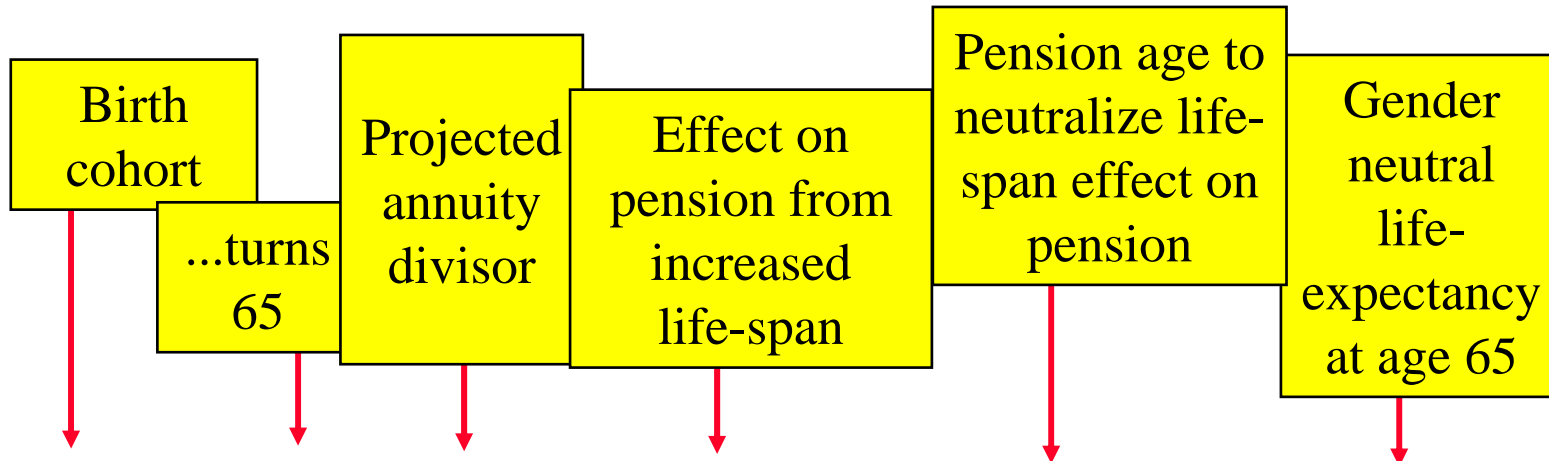 Birth
cohort
...turns
65
Projected
annuity
divisor
Effect on
pension from
increased
life-span
Pension age to
neutralize life-
span effect on
pension
Gender
neutral
life-
expectancy
at age 65